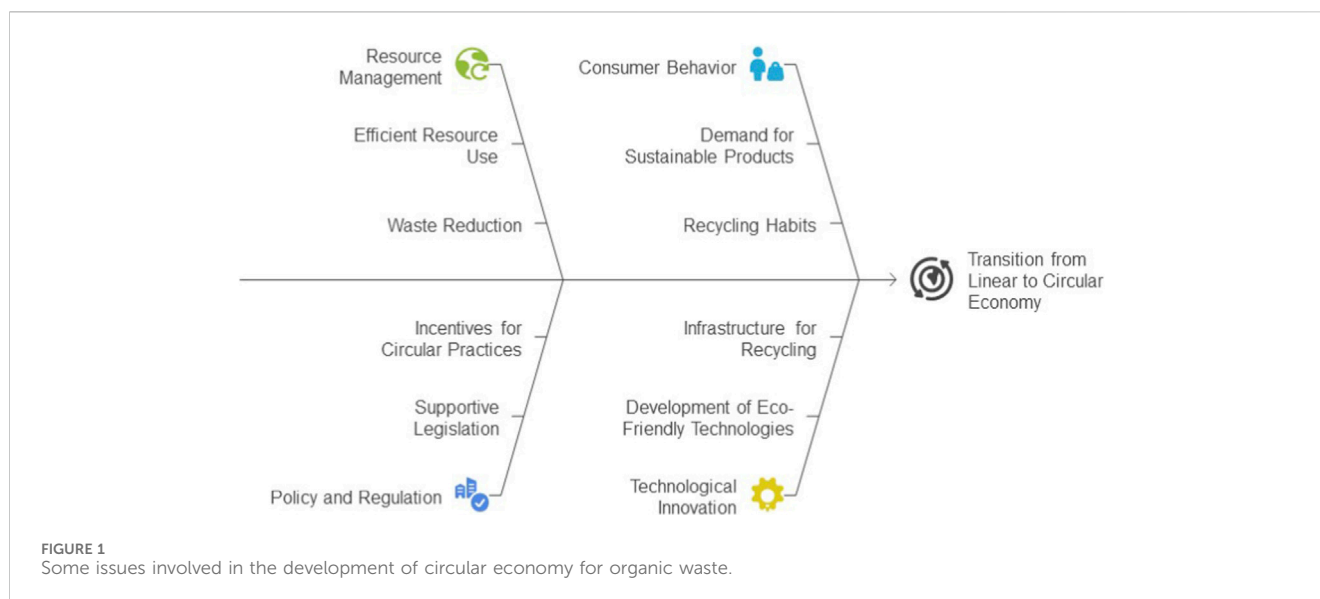 Resource
Management
Efficient Resource
Use
Waste Reduction
Consumer Behavior
Demand for
Sustainable Products
Recycling Habits
Transition from
Linear to Circular
Economy
Incentives for
Circular Practices
Supportive
Legislation
Policy and Regulation
Infrastructure for
Recycling
Development of Eco-
Friendly Technologies
Technological
Innovation
FIGURE 1
Some issues involved in the development of circular economy for organic waste.